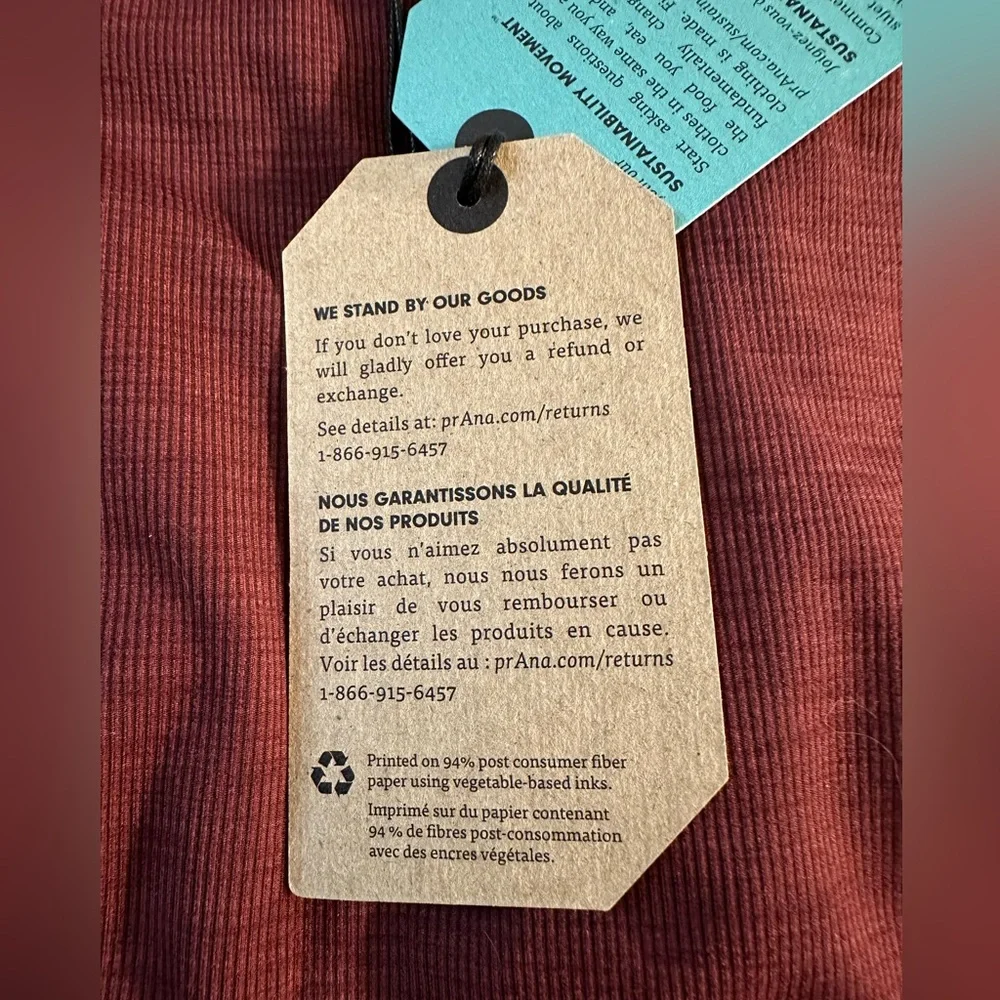 WE STAND BY OUR GOODS
If you don't love your purchase, we
will gladly offer you a refund or
exchange.
See details at: prAna.com/returns
1-866-915-6457
NOUS GARANTISSONS LA QUALITÉ
DE NOS PRODUITS
Si vous n'aimez absolument pas
votre achat, nous nous ferons un
plaisir de vous rembourser ou
d'échanger les produits en cause.
Voir les détails au : prAna.com/returns
1-866-915-6457
Printed on 94% post consumer fiber
paper using vegetable-based inks.
Imprimé sur du papier contenant
94 % de fibres post-consommation
avec des encres végétales.
our
SUSTAINABILITY MOVEMENT™
Start asking questions about
clothes in the same way you
the food you eat, and
fundamentally
clothing is made.
prAna.com/sustain
Joignez-vous
SUSTAINA
Comme
sujet